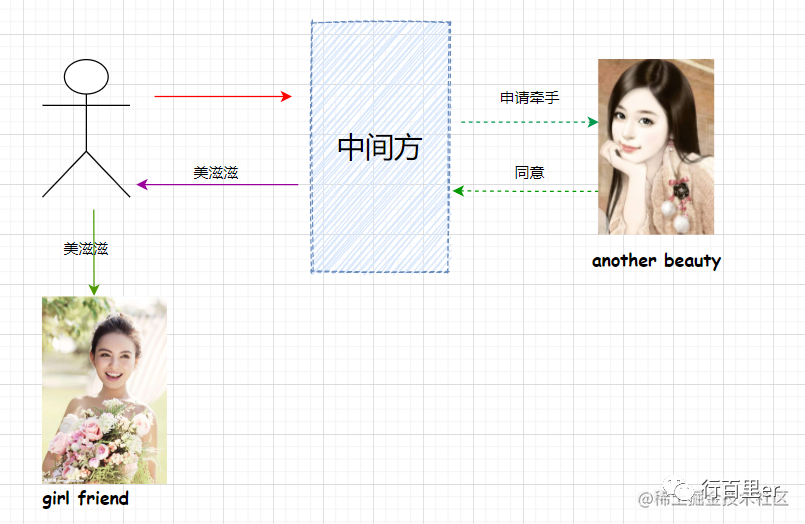 申请牵手
中间方
美滋滋
同意
美滋滋
another beauty
girl friend
行百里er
@稀土掘金技术社区